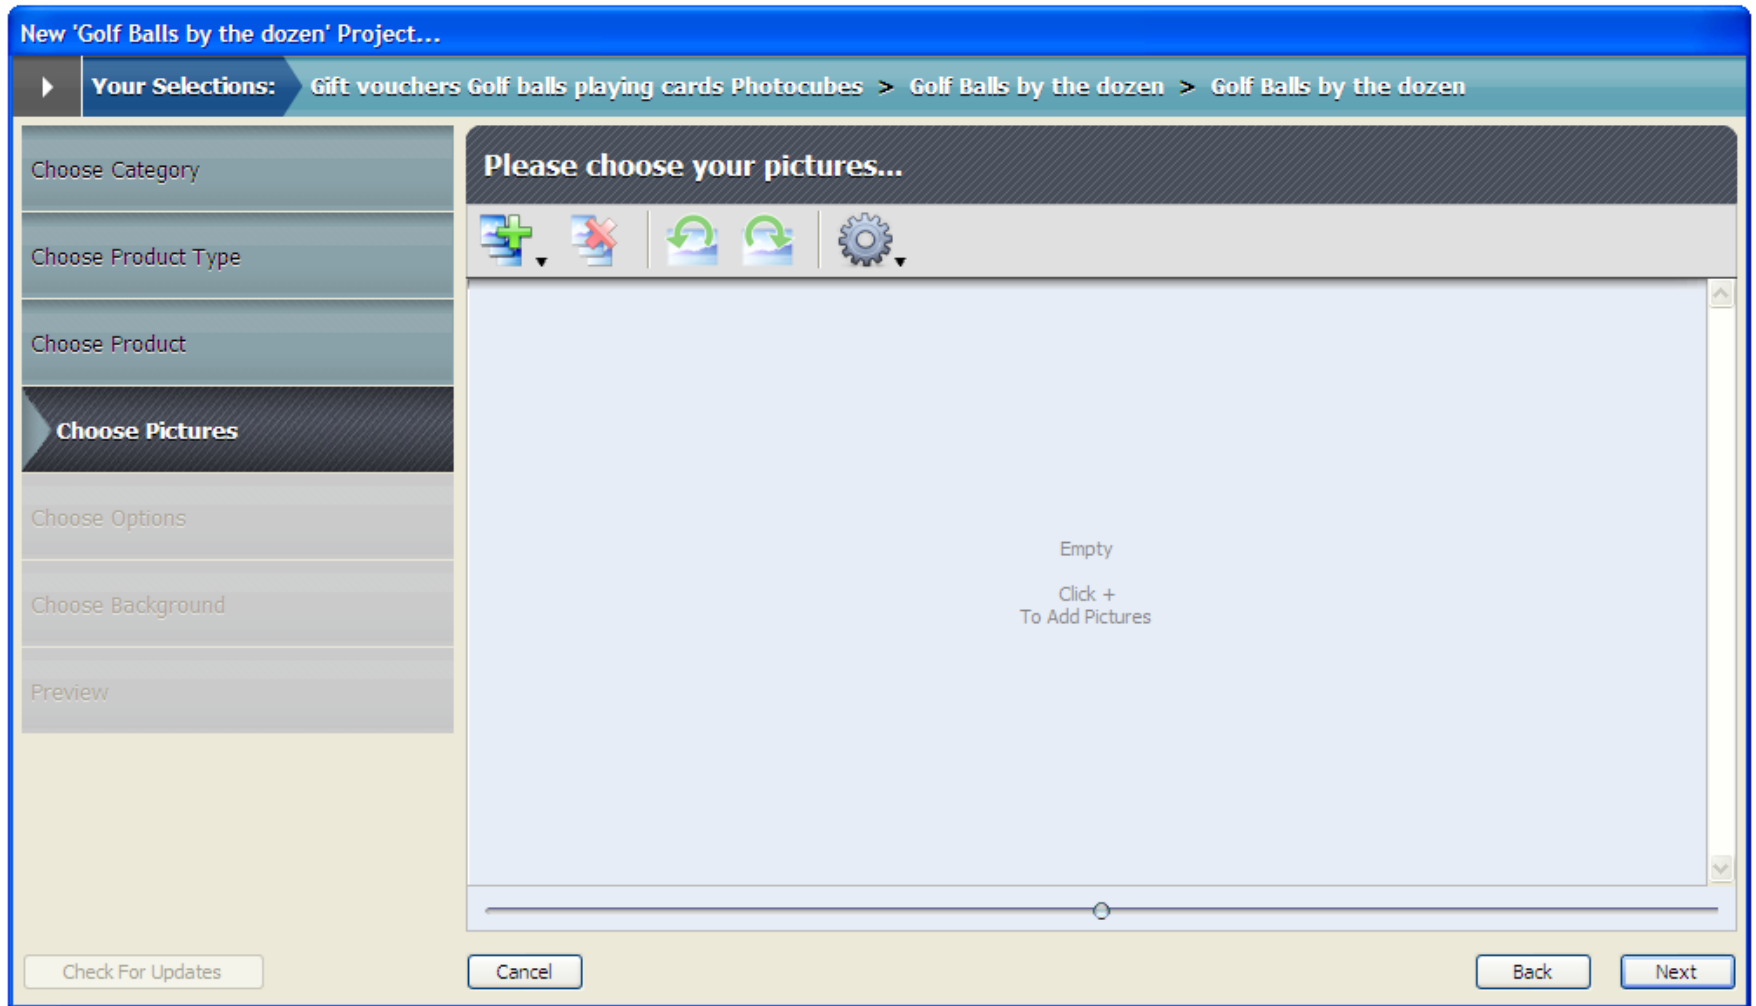 New 'Golf Balls by the dozen' Project...
Your Selections: Gift vouchers Golf balls playing cards Photocubes > Golf Balls by the dozen > Golf Balls by the dozen
Choose Category
Choose Product Type
Choose Product
Choose Pictures
Choose Options
Choose Background
Preview
Please choose your pictures...
Empty
Click +
To Add Pictures
Check For Updates
Cancel
Back
Next